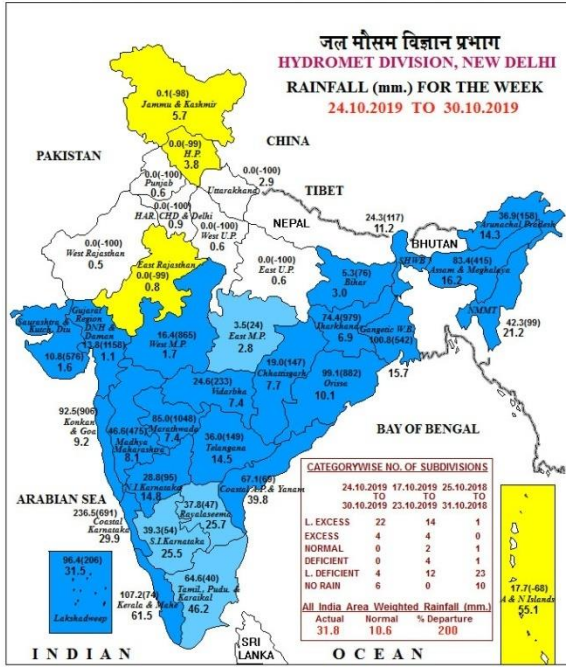 जल मौसम विज्ञान प्रभाग
HYDROMET DIVISION, NEW DELHI
RAINFALL (mm.) FOR THE WEEK
24.10.2019 TO 30.10.2019
0.1(-98)
Jammu & Kashmir
5.7
CHINA
PAKISTAN
0.0(-99)
H.P.
3.8
0.0(-100)
Punjab
0.6
0.0(-100)
Uttarakhand
2.9
TIBET
0.0(-100)
HAR. CHD & Delhi
0.9
0.0(-100)
West U.P.
0.6
NEPAL
24.3(117)
11.2
SHWB
BHUTAN
36.9(158)
Arunachal Pradesh
14.3
0.0(-100)
West Rajasthan
0.5
East Rajasthan
0.0(-99)
0.8
0.0(-100)
East U.P.
0.6
83.4(415)
Assam & Meghalaya
16.2
5.3(76)
Bihar
3.0
NMMT
42.3(99)
21.2
Saurashtra &
Kutch, Diu
10.8(576)
1.6
Gujarat
Region
DNH &
Daman
13.8(1158)
1.1
16.4(865)
West M.P.
1.7
3.5(24)
East M.P.
2.8
74.4(979)
Jharkhand
6.9
Gangetic W.B.
100.8(542)
15.7
19.0(147)
Chhattisgarh
7.7
99.1(882)
Orissa
10.1
24.6(233)
Vidarbha
7.4
92.5(906)
Konkan
& Goa
9.2
46.6(475)
Madhya
Maharashtra
8.1
85.0(1048)
Marathwada
7.4
36.0(149)
Telangana
14.5
BAY OF BENGAL
28.8(95)
N.I.Karnataka
14.8
67.1(69)
Coastal A.P. & Yanam
39.8
ARABIAN SEA
236.5(691)
Coastal
Karnataka
29.9
37.8(47)
Rayalaseema
25.7
39.3(54)
S.I.Karnataka
25.5
96.4(206)
31.5
Lakshadweep
107.2(74)
Kerala & Mahe
61.5
64.6(40)
Tamil, Pudu. &
Karaikal
46.2
CATEGORYWISE NO. OF SUBDIVISIONS
24.10.2019 17.10.2019 25.10.2018
TO TO TO
30.10.2019 23.10.2019 31.10.2018
L. EXCESS 22 14 1
EXCESS 4 4 0
NORMAL 0 2 1
DEFICIENT 0 4 1
L. DEFICIENT 4 12 23
NO RAIN 6 0 10
All India Area Weighted Rainfall (mm.)
Actual Normal % Departure
31.8 10.6 200
17.7(-68)
A & N Islands
55.1
SRI
LANKA
INDIAN OCEAN